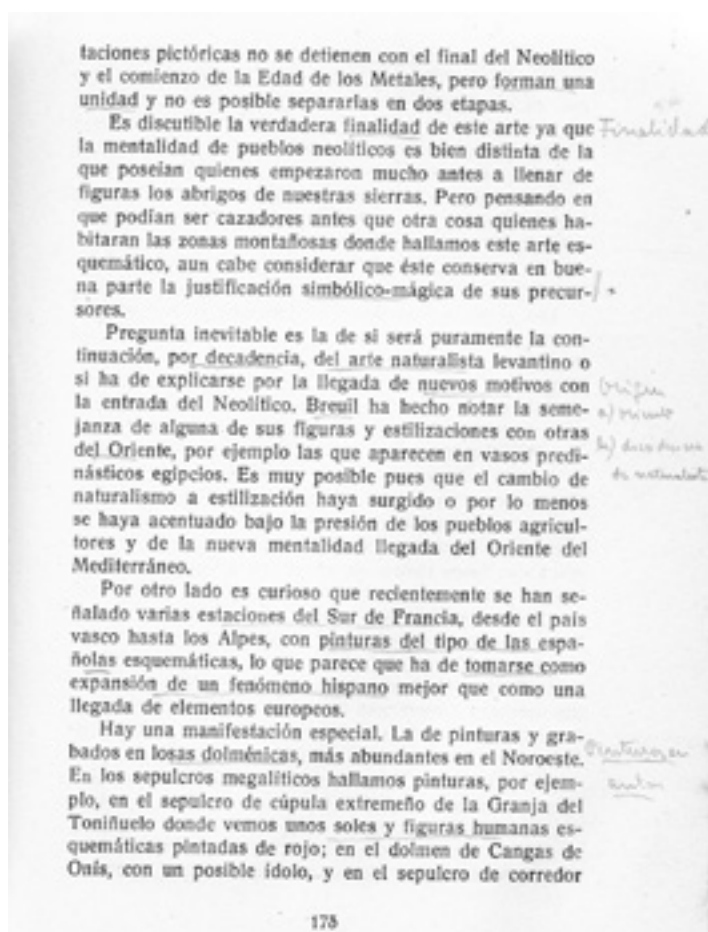 taciones pictóricas no se detienen con el final del Neolítico
y el comienzo de la Edad de los Metales, pero forman una
unidad y no es posible separarlas en dos etapas.
Es discutible la verdadera finalidad de este arte ya que
Finalidad
la mentalidad de pueblos neolíticos es bien distinta de la
que poseían quienes empezaron mucho antes a llenar de
figuras los abrigos de nuestras sierras. Pero pensando en
que podían ser cazadores antes que otra cosa quienes ha-
bitaran las zonas montañosas donde hallamos este arte es-
quemático, aun cabe considerar que éste conserva en bue-
na parte la justificación simbólico-mágica de sus precur-
sores.
Pregunta inevitable es la de si será puramente la con-
tinuación, por decadencia, del arte naturalista levantino o
si ha de explicarse por la llegada de nuevos motivos con
Origen
la entrada del Neolítico. Breuil ha hecho notar la seme-
a) oriente
janza de alguna de sus figuras y estilizaciones con otras
del Oriente, por ejemplo las que aparecen en vasos predi-
b) decadencia
násticos egipcios. Es muy posible pues que el cambio de
naturalismo a estilización haya surgido o por lo menos
se haya acentuado bajo la presión de los pueblos agricul-
tores y de la nueva mentalidad llegada del Oriente del
Mediterráneo.
Por otro lado es curioso que recientemente se han se-
ñalado varias estaciones del Sur de Francia, desde el país
vasco hasta los Alpes, con pinturas del tipo de las espa-
ñolas esquemáticas, lo que parece que ha de tomarse como
expansión de un fenómeno hispano mejor que como una
llegada de elementos europeos.
Hay una manifestación especial. La de pinturas y gra-
bados en losas dolménicas, más abundantes en el Noroeste.
En los sepulcros megalíticos hallamos pinturas, por ejem-
plo, en el sepulcro de cúpula extremeño de la Granja del
Toniñuelo donde vemos unos soles y figuras humanas es-
quemáticas pintadas de rojo; en el dolmen de Cangas de
Onís, con un posible ídolo, y en el sepulcro de corredor
175